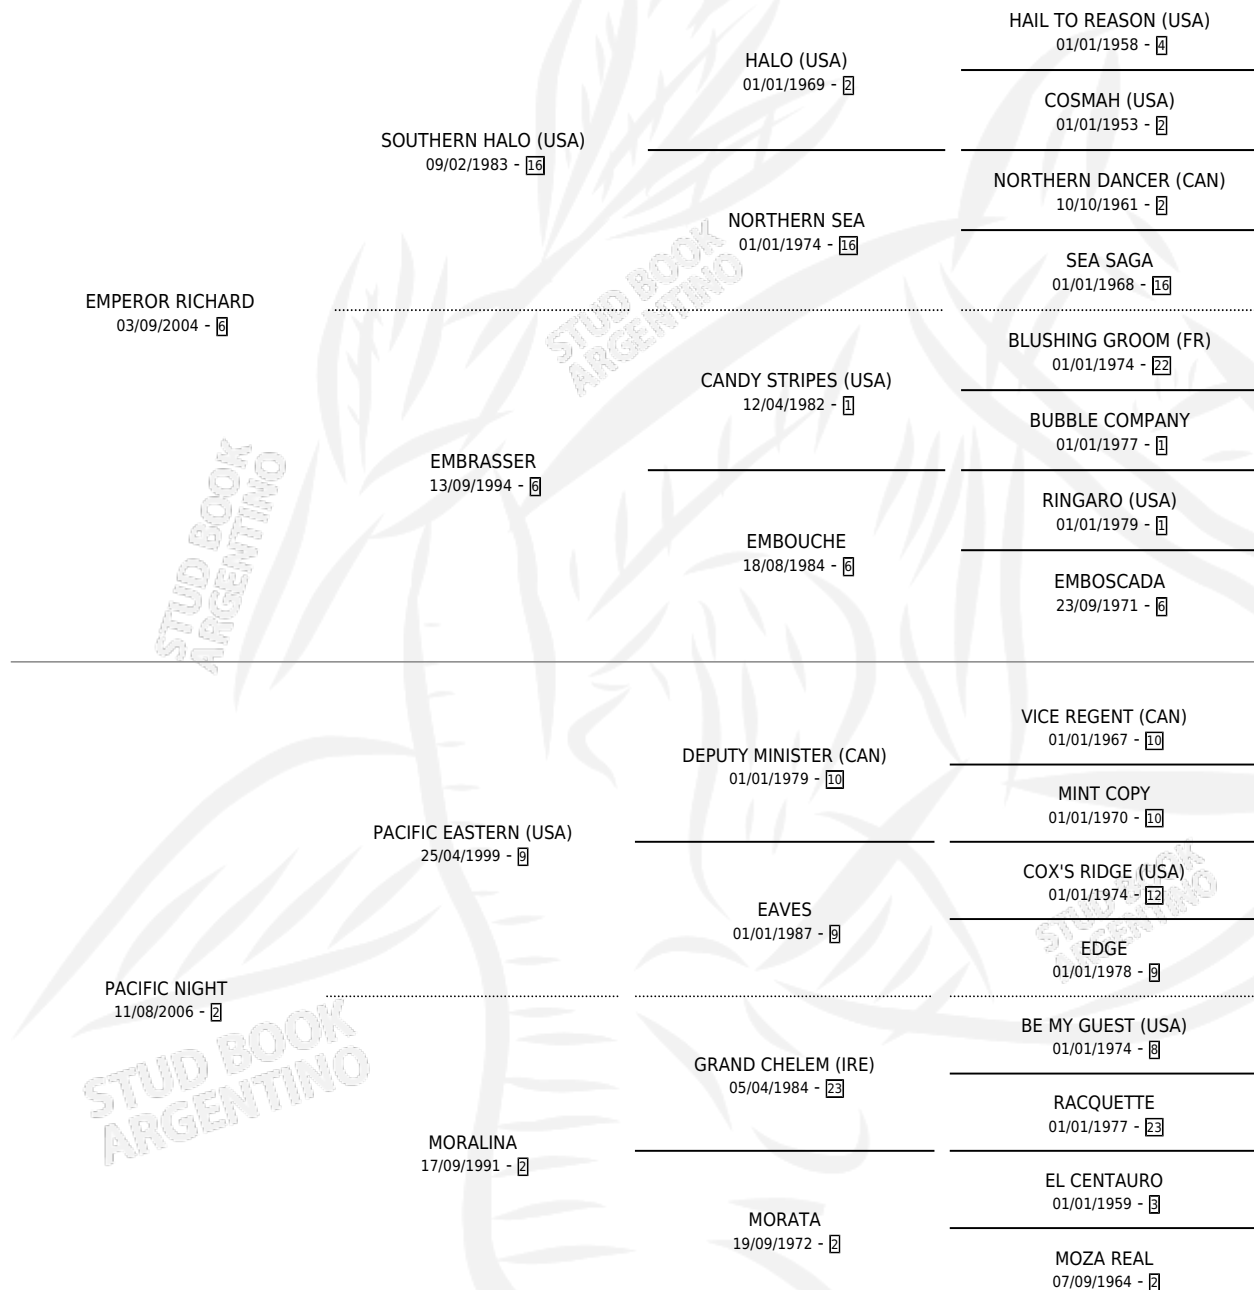 HAIL TO REASON (USA)
01/01/1958 - 4
HALO (USA)
01/01/1969 - 2
COSMAH (USA)
01/01/1953 - 2
SOUTHERN HALO (USA)
09/02/1983 - 16
NORTHERN DANCER (CAN)
10/10/1961 - 2
NORTHERN SEA
01/01/1974 - 16
SEA SAGA
01/01/1968 - 16
EMPEROR RICHARD
03/09/2004 - 6
STUD BOOK
ARGENTINO
BLUSHING GROOM (FR)
01/01/1974 - 22
CANDY STRIPES (USA)
12/04/1982 - 1
BUBBLE COMPANY
01/01/1977 - 1
EMBRASSER
13/09/1994 - 6
RINGARO (USA)
01/01/1979 - 1
EMBOUCHE
18/08/1984 - 6
EMBOSCADA
23/09/1971 - 6
STUD BOOK
ARGENTINO
VICE REGENT (CAN)
01/01/1967 - 10
DEPUTY MINISTER (CAN)
01/01/1979 - 10
MINT COPY
01/01/1970 - 10
PACIFIC EASTERN (USA)
25/04/1999 - 9
COX'S RIDGE (USA)
01/01/1974 - 12
EAVES
01/01/1987 - 9
STUD BOOK
ARGENTINO
EDGE
01/01/1978 - 9
PACIFIC NIGHT
11/08/2006 - 2
BE MY GUEST (USA)
01/01/1974 - 8
GRAND CHELEM (IRE)
05/04/1984 - 23
STUD BOOK
ARGENTINO
RACQUETTE
01/01/1977 - 23
MORALINA
17/09/1991 - 2
EL CENTAURO
01/01/1959 - 3
MORATA
19/09/1972 - 2
MOZA REAL
07/09/1964 - 2